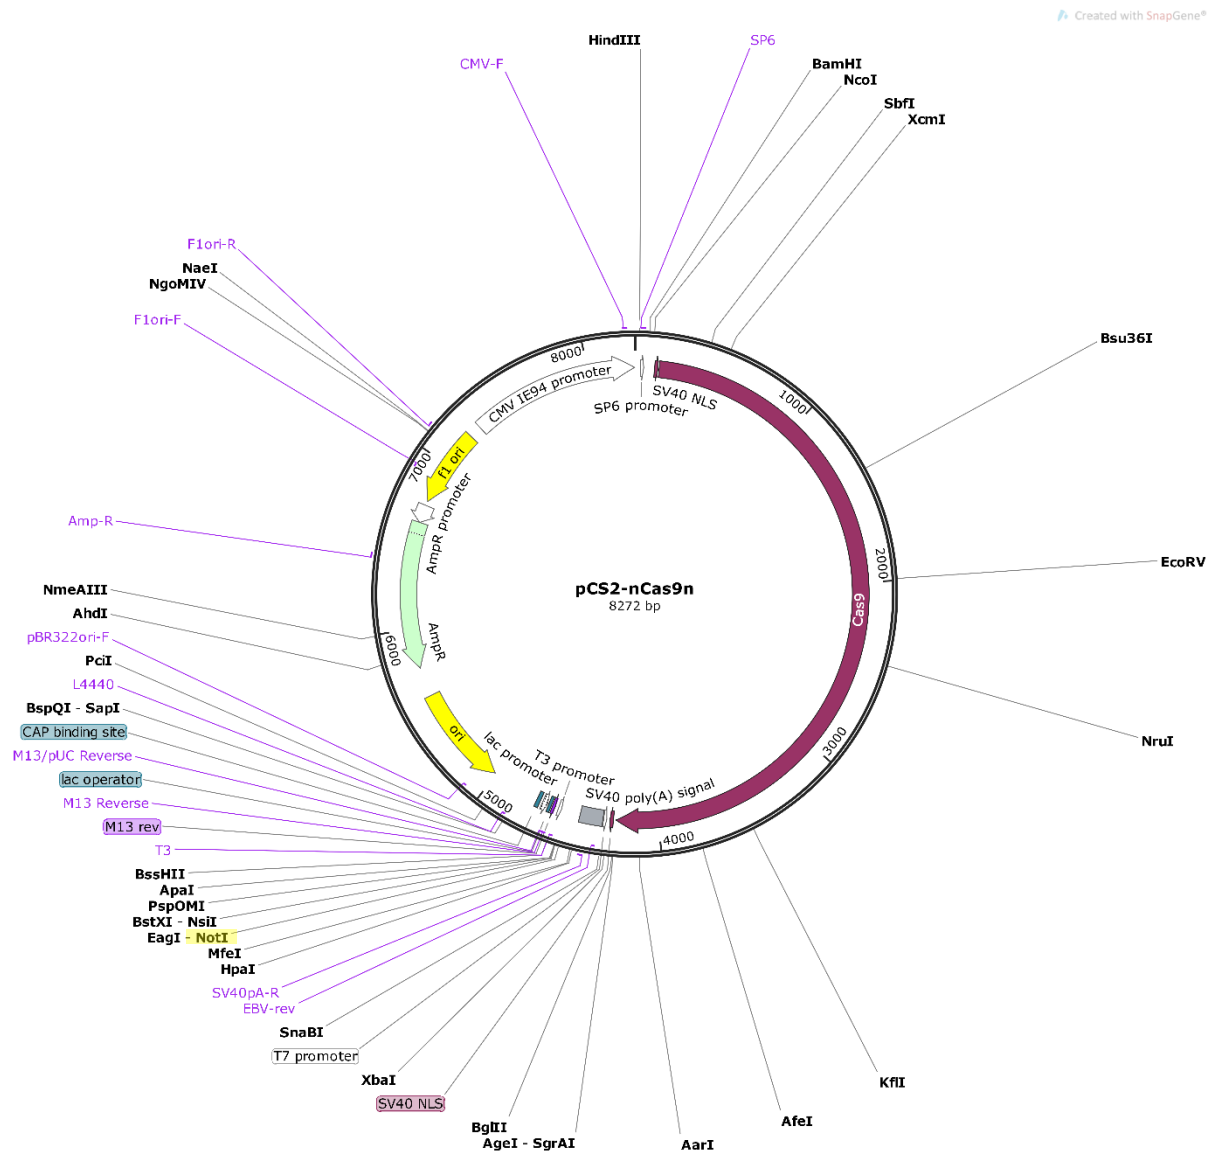 Created with SnapGene®
HindIII
SP6
CMV-F
BamHI
NcoI
SbfI
XcmI
F1ori-R
NaeI
NgoMIV
F1ori-F
Bsu36I
8000
CMV IE94 promoter
SV40 NLS
SP6 promoter
1000
f1 ori
7000
AmpR promoter
Amp-R
2000
EcoRV
pCS2-nCas9n
8272 bp
Cas9
NmeAIII
AhdI
AmpR
6000
pBR322ori-F
PciI
L4440
BspQI - SapI
CAP binding site
M13/pUC Reverse
lac operator
M13 Reverse
M13 rev
T3
ori
lac promoter
T3 promoter
SV40 poly(A) signal
3000
NruI
5000
4000
BssHII
ApaI
PspOMI
BstXI - NsiI
EagI - NotI
MfeI
HpaI
SV40pA-R
EBV-rev
SnaBI
T7 promoter
XbaI
SV40 NLS
BglII
AgeI - SgrAI
AarI
AfeI
KflI